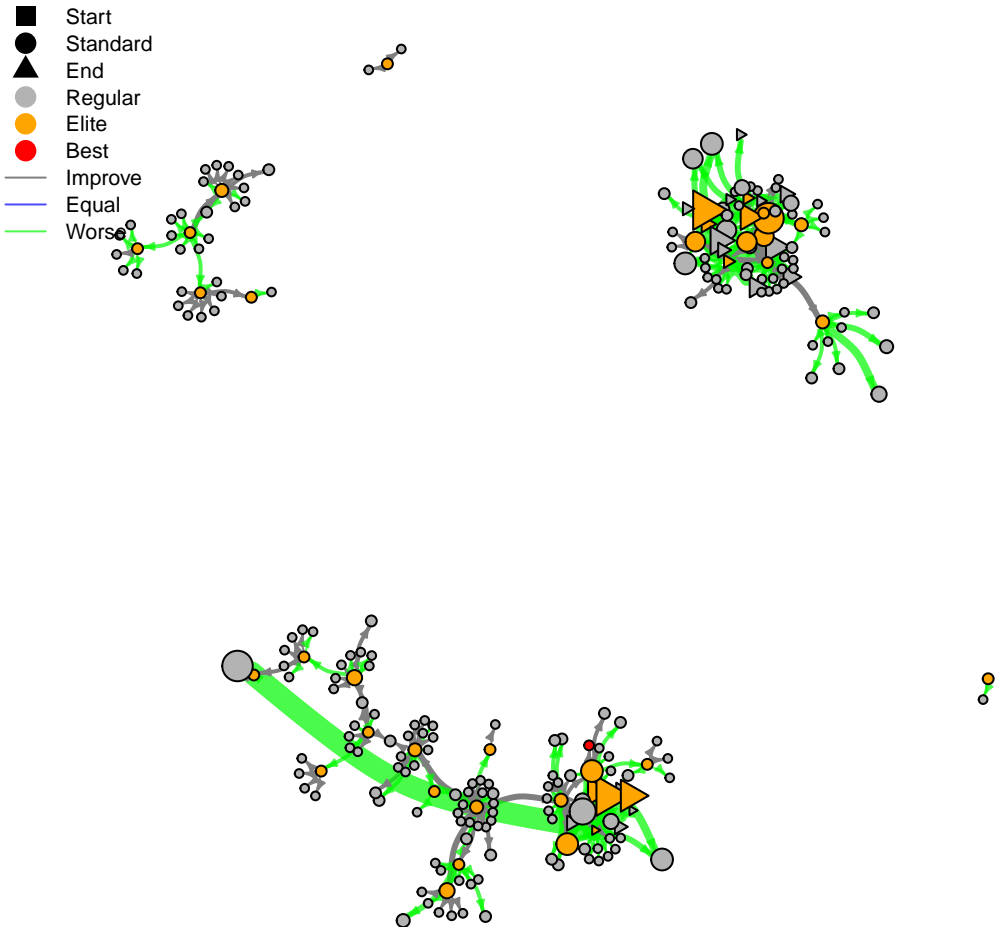 Start
Standard
End
Regular
Elite
Best
Improve
Equal
Worse